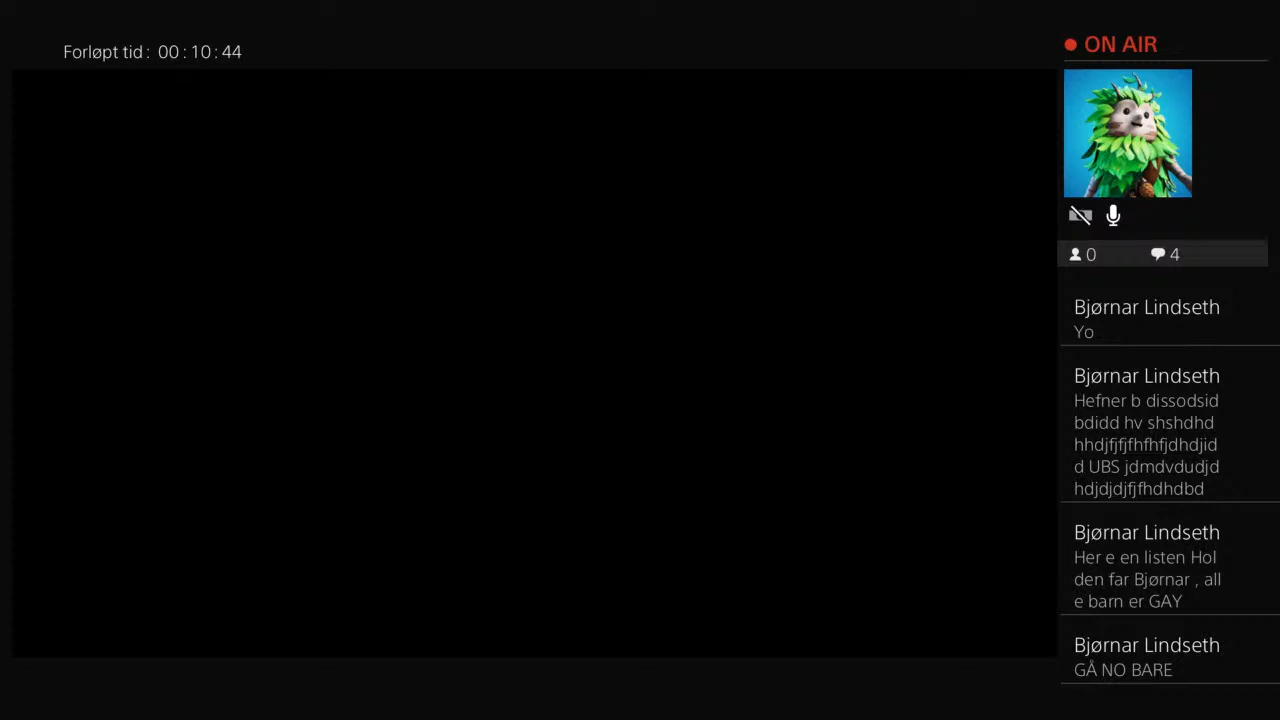 Forløpt tid: 00:10:44
ON AIR
0 4
Bjørnar Lindseth
Yo
Bjørnar Lindseth
Hefner b dissodsid
bdidd hv shshdhd
hhdjfjfjfhfhfjdhdjid
d UBS jdmdvdudjd
hdjdjdjfjfhdhdbd
Bjørnar Lindseth
Her e en listen Hol
den far Bjørnar , all
e barn er GAY
Bjørnar Lindseth
GÅ NO BARE